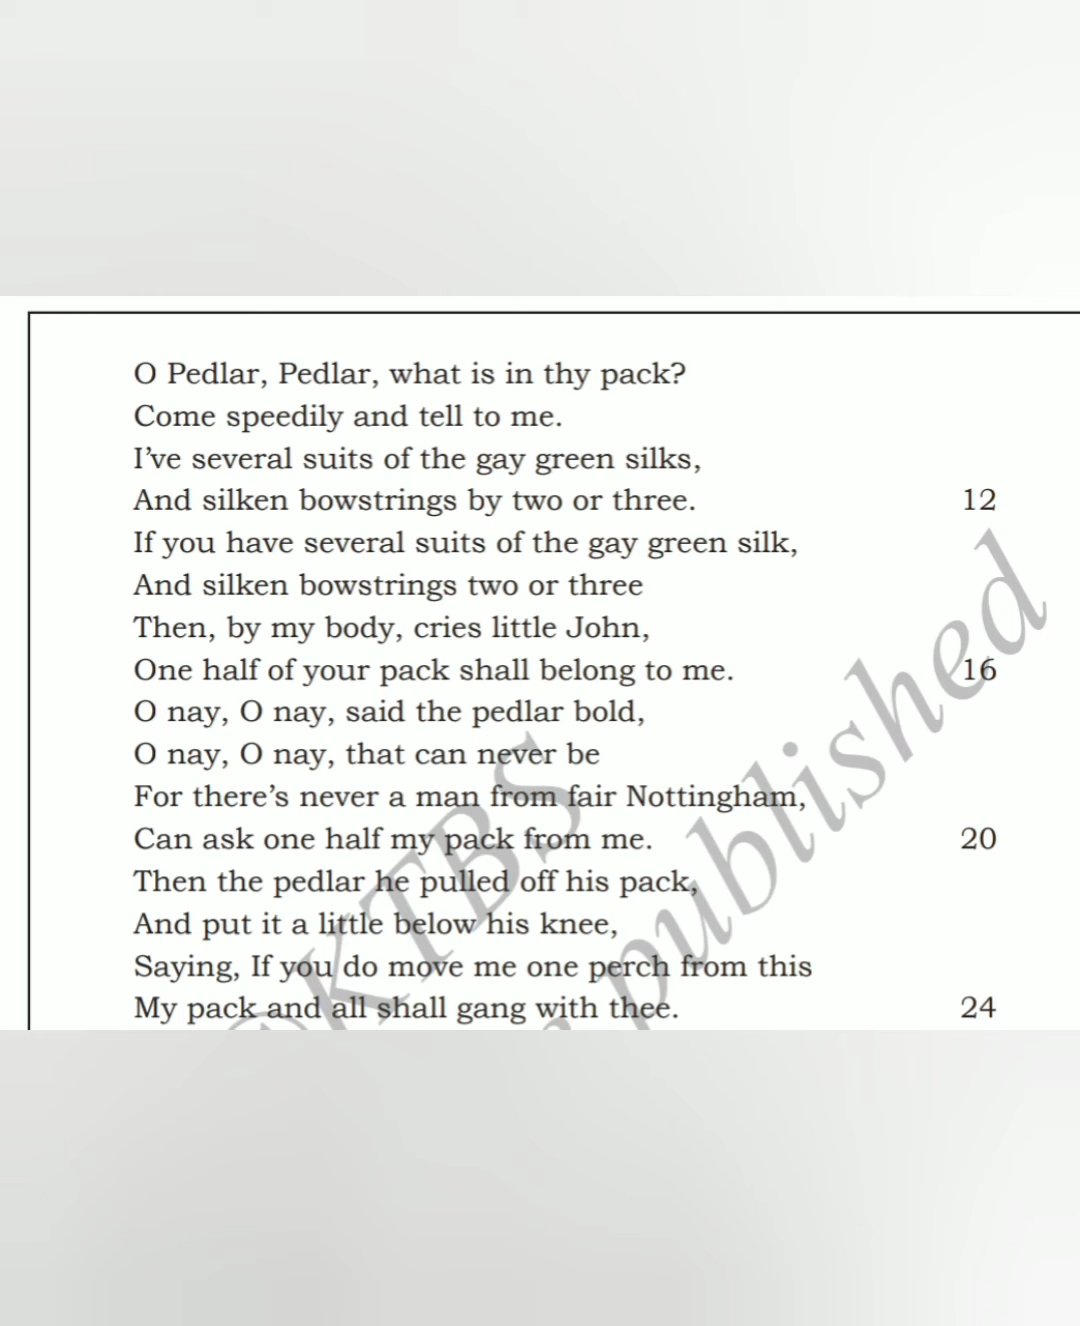 O Pedlar, Pedlar, what is in thy pack?
Come speedily and tell to me.
I've several suits of the gay green silks,
And silken bowstrings by two or three. 12
If you have several suits of the gay green silk,
And silken bowstrings two or three
Then, by my body, cries little John,
One half of your pack shall belong to me. 16
O nay, O nay, said the pedlar bold,
O nay, O nay, that can never be
For there's never a man from fair Nottingham,
Can ask one half my pack from me. 20
Then the pedlar he pulled off his pack,
And put it a little below his knee,
Saying, If you do move me one perch from this
My pack and all shall gang with thee. 24
KTBS
published